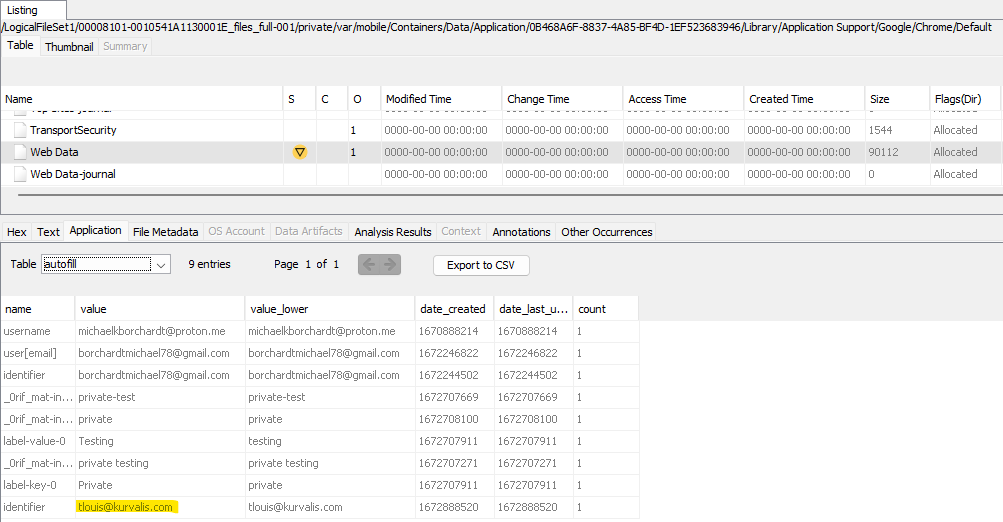 Listing
/LogicalFileSet1/00008101-0010541A1130001E_files_full-001/private/var/mobile/Containers/Data/Application/0B468A6F-8837-4A85-BF4D-1EF523683946/Library/Application Support/Google/Chrome/Default
Table Thumbnail Summary
Name S C O Modified Time Change Time Access Time Created Time Size Flags(Dir)
TransportSecurity 1 0000-00-00 00:00:00 0000-00-00 00:00:00 0000-00-00 00:00:00 0000-00-00 00:00:00 1544 Allocated
Web Data 1 0000-00-00 00:00:00 0000-00-00 00:00:00 0000-00-00 00:00:00 0000-00-00 00:00:00 90112 Allocated
Web Data-journal 0000-00-00 00:00:00 0000-00-00 00:00:00 0000-00-00 00:00:00 0000-00-00 00:00:00 0 Allocated
Hex Text Application File Metadata OS Account Data Artifacts Analysis Results Context Annotations Other Occurrences
Table autofill 9 entries Page 1 of 1 Export to CSV
name value value_lower date_created date_last_u... count
username michaelkborchardt@proton.me michaelkborchardt@proton.me 1670888214 1670888214 1
user[email] borchardtmichael78@gmail.com borchardtmichael78@gmail.com 1672246822 1672246822 1
identifier borchardtmichael78@gmail.com borchardtmichael78@gmail.com 1672244502 1672244502 1
_0rif_mat-in... private-test private-test 1672707669 1672707669 1
_0rif_mat-in... private private 1672708100 1672708100 1
label-value-0 Testing testing 1672707911 1672707911 1
_0rif_mat-in... private testing private testing 1672707271 1672707271 1
label-key-0 Private private 1672707911 1672707911 1
identifier tlouis@kurvalis.com tlouis@kurvalis.com 1672888520 1672888520 1